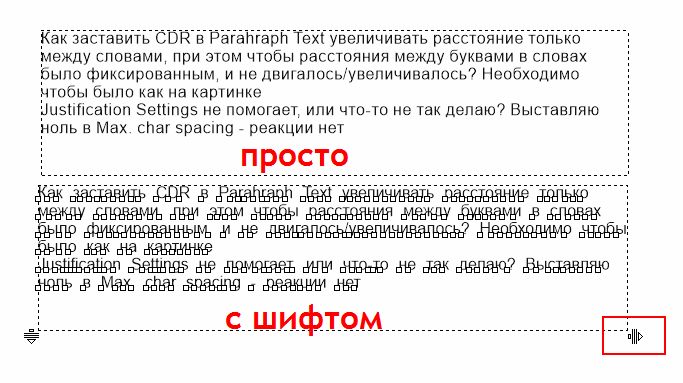 Как заставить CDR в Parahraph Text увеличивать расстояние только
между словами, при этом чтобы расстояния между буквами в словах
было фиксированным, и не двигалось/увеличивалось? Необходимо
чтобы было как на картинке
Justification Settings не помогает, или что-то не так делаю? Выставляю
ноль в Max. char spacing - реакции нет
просто
Как заставить CDR в Parahraph Text увеличивать расстояние только
между словами, при этом чтобы расстояния между буквами в словах
было фиксированным, и не двигалось/увеличивалось? Необходимо чтобы
было как на картинке
Justification Settings не помогает, или что-то не так делаю? Выставляю
ноль в Max. char spacing - реакции нет
с шифтом